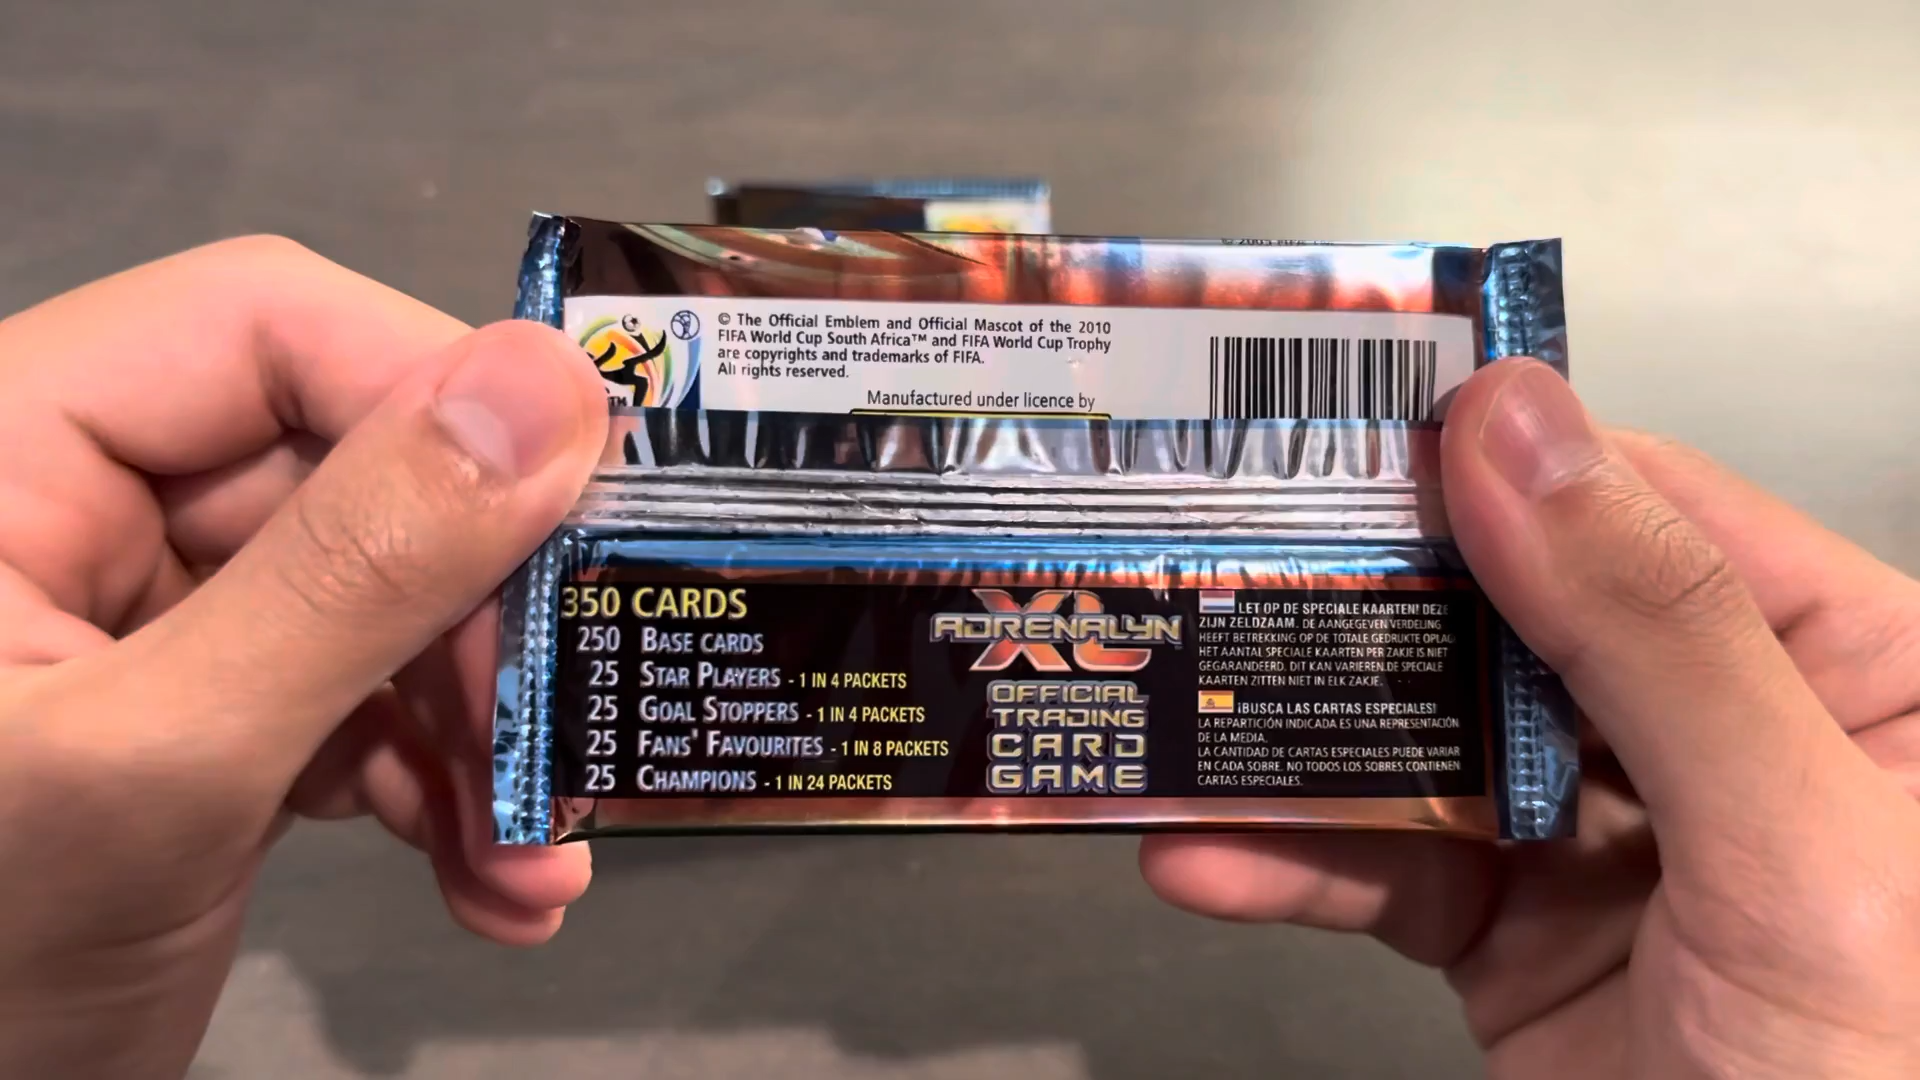 © The Official Emblem and Official Mascot of the 2010
FIFA World Cup South Africa™ and FIFA World Cup Trophy
are copyrights and trademarks of FIFA.
All rights reserved.
Manufactured under licence by
350 CARDS
250 BASE CARDS
25 STAR PLAYERS - 1 IN 4 PACKETS
25 GOAL STOPPERS - 1 IN 4 PACKETS
25 FANS' FAVOURITES - 1 IN 8 PACKETS
25 CHAMPIONS - 1 IN 24 PACKETS
ADRENALYN
XL
OFFICIAL
TRADING
CARD
GAME
LET OP DE SPECIALE KAARTEN! DEZE
ZIJN ZELDZAAM. DE AANGEGEVEN VERDELING
HEEFT BETREKKING OP DE TOTALE GEDRUKTE OPLAG
HET AANTAL SPECIALE KAARTEN PER ZAKJE IS NIET
GEGARANDEERD. DIT KAN VARIEREN.DE SPECIALE
KAARTEN ZITTEN NIET IN ELK ZAKJE.
¡BUSCA LAS CARTAS ESPECIALES!
LA REPARTICIÓN INDICADA ES UNA REPRESENTACIÓN
DE LA MEDIA.
LA CANTIDAD DE CARTAS ESPECIALES PUEDE VARIAR
EN CADA SOBRE. NO TODOS LOS SOBRES CONTIENEN
CARTAS ESPECIALES.